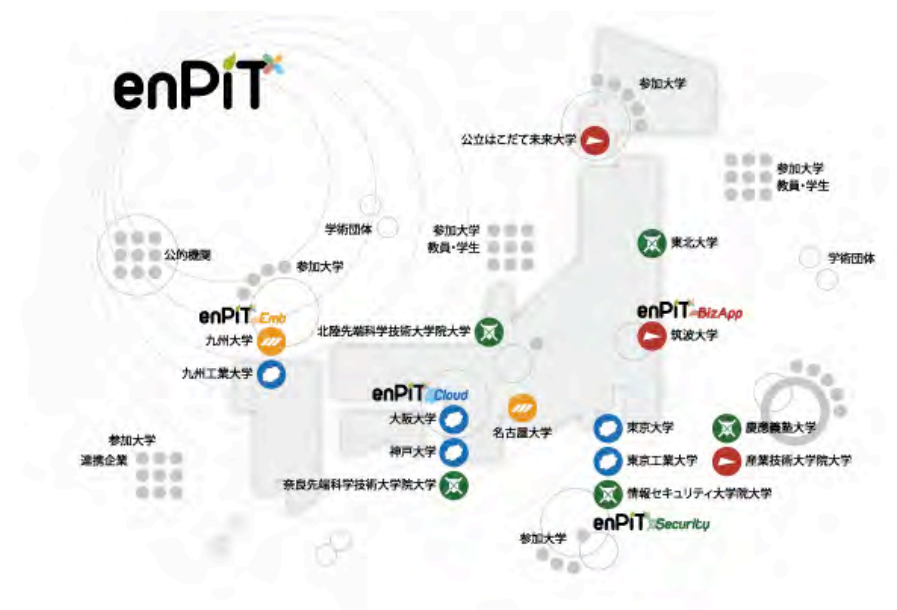 enPiT
参加大学
公立はこだて未来大学
参加大学
教員・学生
学術団体
参加大学
教員・学生
東北大学
公的機関
参加大学
学術団体
enPiT Emb
九州大学
九州工業大学
北陸先端科学技術大学院大学
enPiT BizApp
筑波大学
enPiT Cloud
大阪大学
神戸大学
奈良先端科学技術大学院大学
名古屋大学
東京大学
慶應義塾大学
東京工業大学
産業技術大学院大学
情報セキュリティ大学院大学
enPiT Security
参加大学
連携企業
参加大学